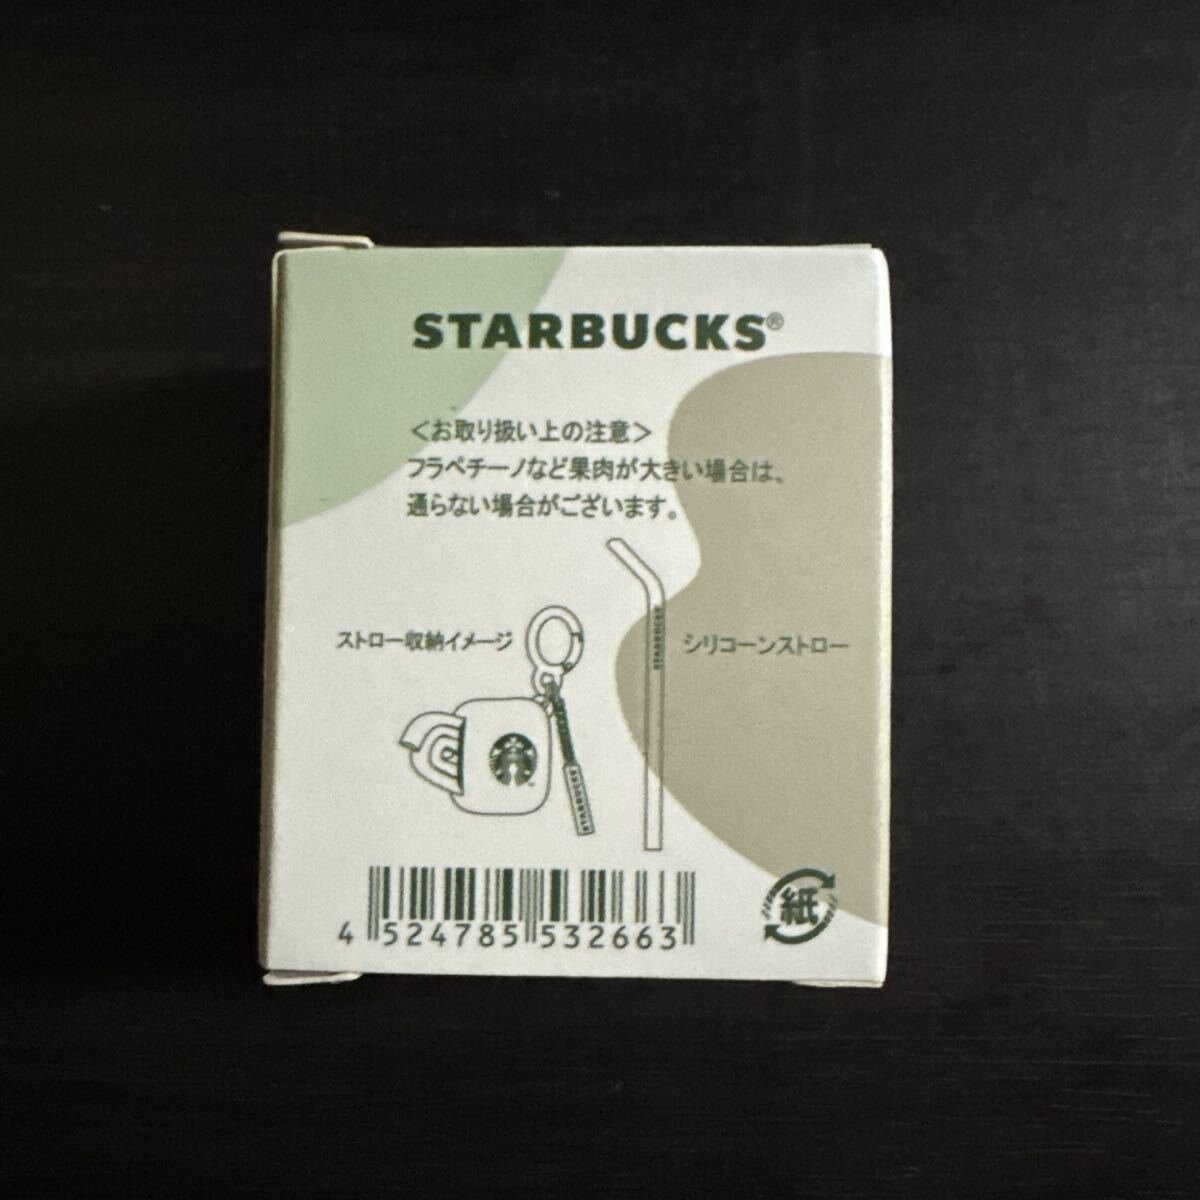 STARBUCKS®
＜お取り扱い上の注意＞
フラペチーノなど果肉が大きい場合は、
通らない場合がございます。
ストロー収納イメージ
STARBUCKS
STARBUCKS
シリコーンストロー
4 524785 532663
紙